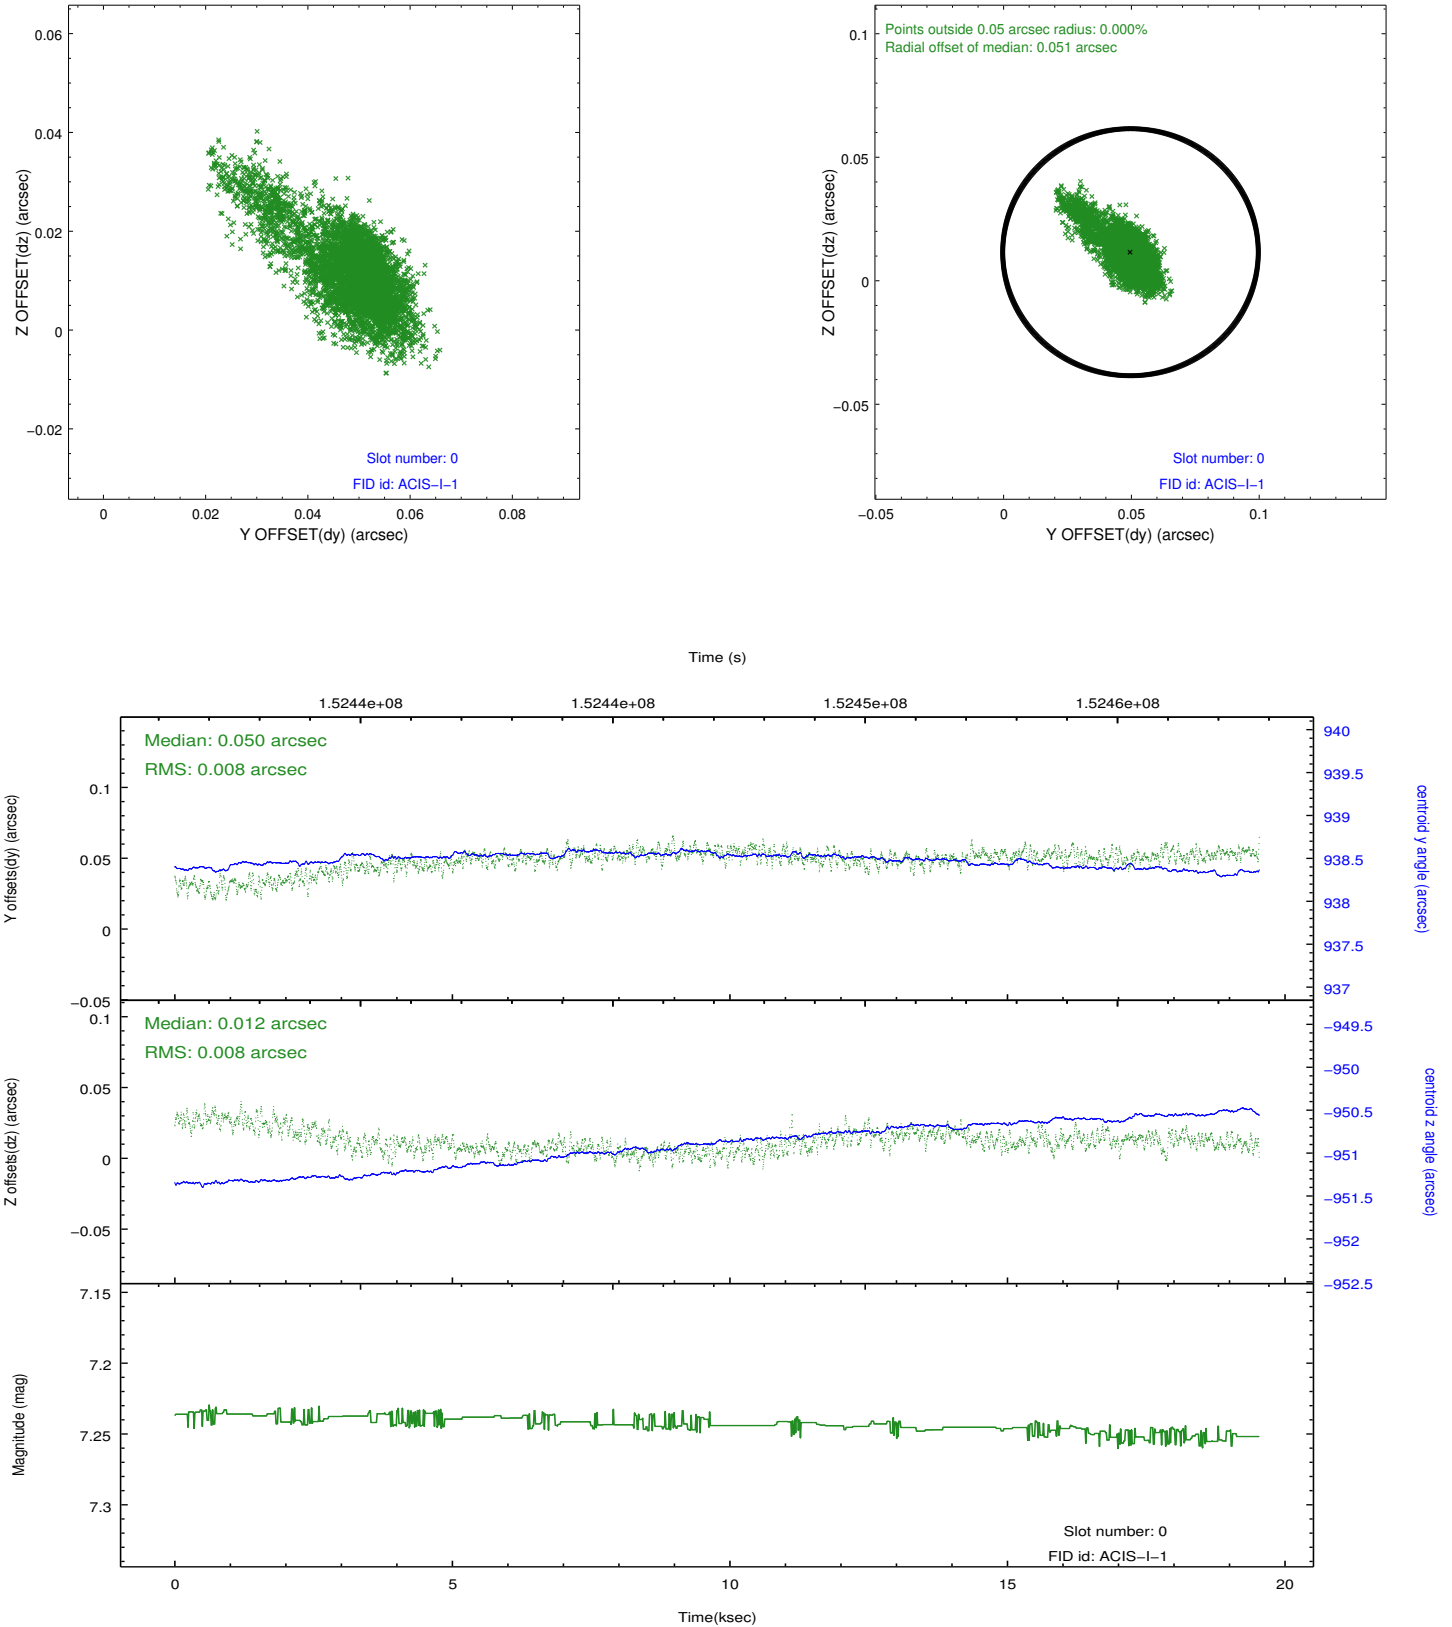 0.06
0.04
0.02
0
−0.02
Z OFFSET(dz) (arcsec)
Slot number: 0
FID id: ACIS−I−1
0
0.02
0.04
0.06
0.08
Y OFFSET(dy) (arcsec)
Points outside 0.05 arcsec radius: 0.000%
Radial offset of median: 0.051 arcsec
0.1
0.05
0
−0.05
Z OFFSET(dz) (arcsec)
Slot number: 0
FID id: ACIS−I−1
−0.05
0
0.05
0.1
Y OFFSET(dy) (arcsec)
Time (s)
1.5244e+08
1.5244e+08
1.5245e+08
1.5246e+08
Median: 0.050 arcsec
RMS: 0.008 arcsec
0.1
0.05
0
−0.05
Y offsets(dy) (arcsec)
940
939.5
939
938.5
938
937.5
937
centroid y angle (arcsec)
Median: 0.012 arcsec
RMS: 0.008 arcsec
0.1
0.05
0
−0.05
Z offsets(dz) (arcsec)
−949.5
−950
−950.5
−951
−951.5
−952
−952.5
centroid z angle (arcsec)
7.15
7.2
7.25
7.3
Magnitude (mag)
Slot number: 0
FID id: ACIS−I−1
0
5
10
15
20
Time(ksec)